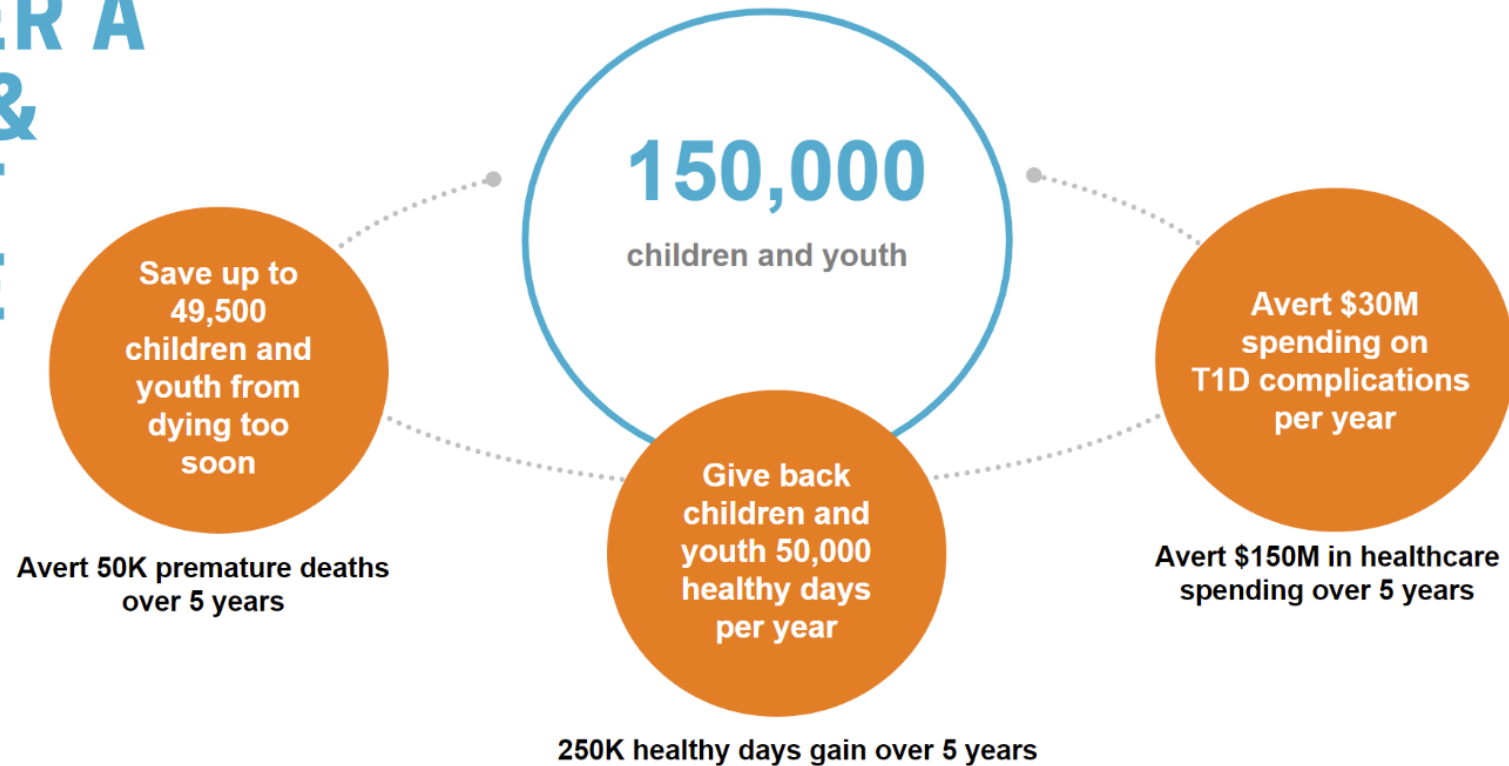 ER A
&
150,000
children and youth
Save up to
49,500
children and
youth from
dying too
soon
Avert 50K premature deaths
over 5 years
Give back
children and
youth 50,000
healthy days
per year
250K healthy days gain over 5 years
Avert $30M
spending on
T1D complications
per year
Avert $150M in healthcare
spending over 5 years